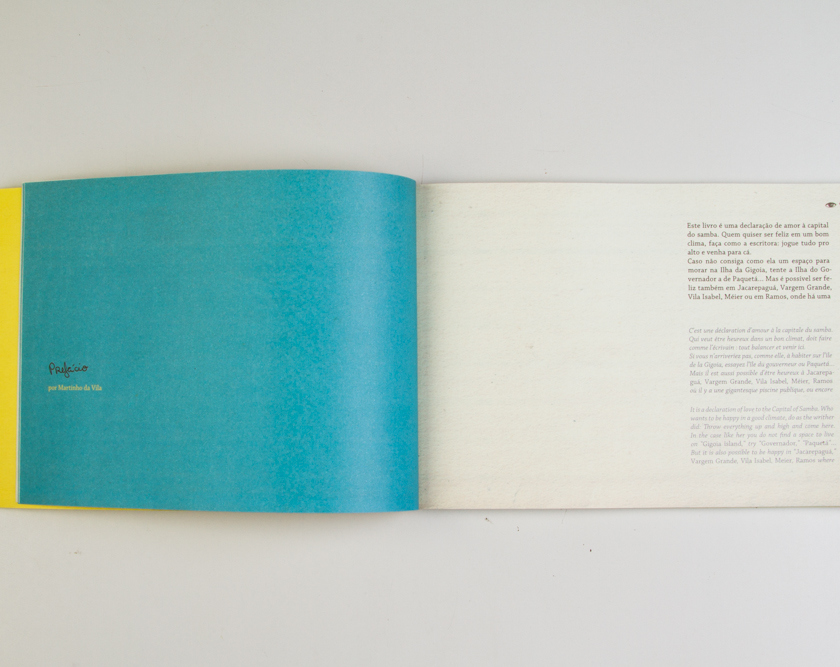 Prefácio
por Martinho da Vila
Este livro é uma declaração de amor à capital
do samba. Quem quiser ser feliz em um bom
clima, faça como a escritora: jogue tudo pro
alto e venha para cá.
Caso não consiga como ela um espaço para
morar na Ilha da Gigoia, tente a Ilha do Go-
vernador a de Paquetá... Mas é possível ser fe-
liz também em Jacarepaguá, Vargem Grande,
Vila Isabel, Méier ou em Ramos, onde há uma
C'est une déclaration d'amour à la capitale du samba.
Qui veut être heureux dans un bon climat, doit faire
comme l'écrivain : tout balancer et venir ici.
Si vous n'arriveriez pas, comme elle, à habiter sur l'île
de la Gigoia, essayez l'île du gouverneur ou Paquetá...
Mais il est aussi possible d'être heureux à Jacarepa-
guá, Vargem Grande, Vila Isabel, Méier, Ramos
où il y a une gigantesque piscine publique, ou encore
It is a declaration of love to the Capital of Samba. Who
wants to be happy in a good climate, do as the writher
did: Throw everything up and high and come here.
In the case like her you do not find a space to live
on "Gigoia Island," try "Governador," "Paquetá"...
But it is also possible to be happy in "Jacarepaguá,"
Vargem Grande, Vila Isabel, Meier, Ramos where